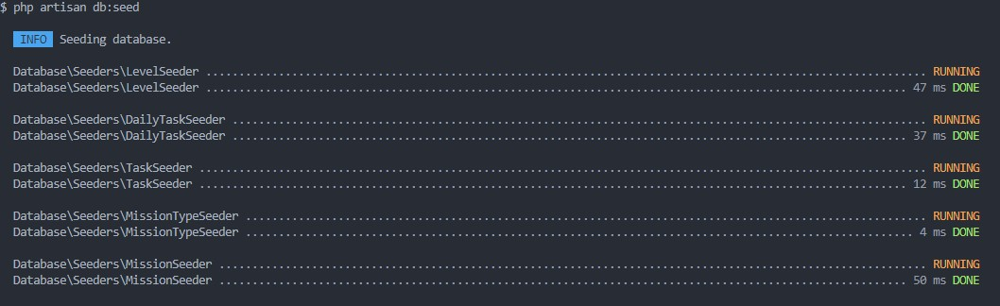 $ php artisan db:seed
INFO Seeding database.
Database\Seeders\LevelSeeder ............................................................................................................. RUNNING
Database\Seeders\LevelSeeder .......................................................................................................... 47 ms DONE
Database\Seeders\DailyTaskSeeder ......................................................................................................... RUNNING
Database\Seeders\DailyTaskSeeder ...................................................................................................... 37 ms DONE
Database\Seeders\TaskSeeder .............................................................................................................. RUNNING
Database\Seeders\TaskSeeder ........................................................................................................... 12 ms DONE
Database\Seeders\MissionTypeSeeder ....................................................................................................... RUNNING
Database\Seeders\MissionTypeSeeder ..................................................................................................... 4 ms DONE
Database\Seeders\MissionSeeder ........................................................................................................... RUNNING
Database\Seeders\MissionSeeder ........................................................................................................ 50 ms DONE